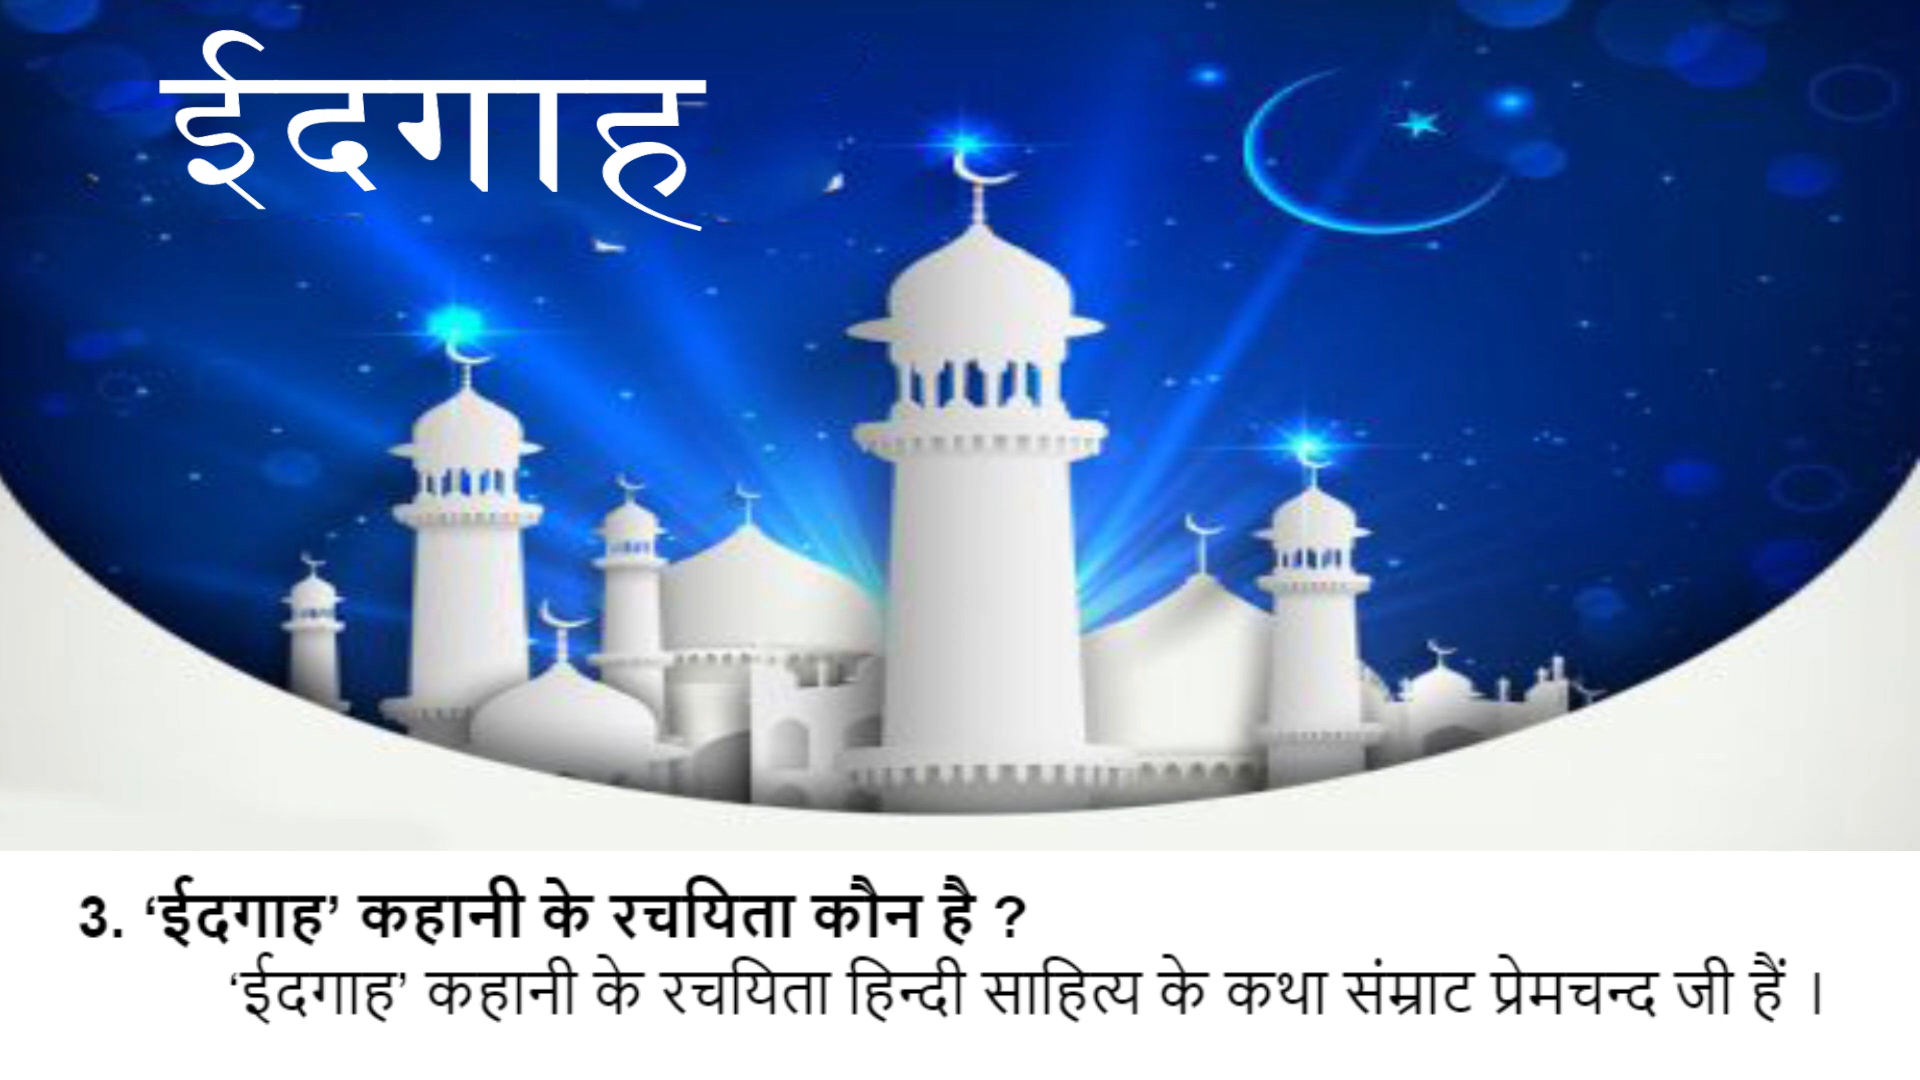 ईदगाह
3. ‘ईदगाह’ कहानी के रचयिता कौन है ?
‘ईदगाह’ कहानी के रचयिता हिन्दी साहित्य के कथा संम्राट प्रेमचन्द जी हैं ।